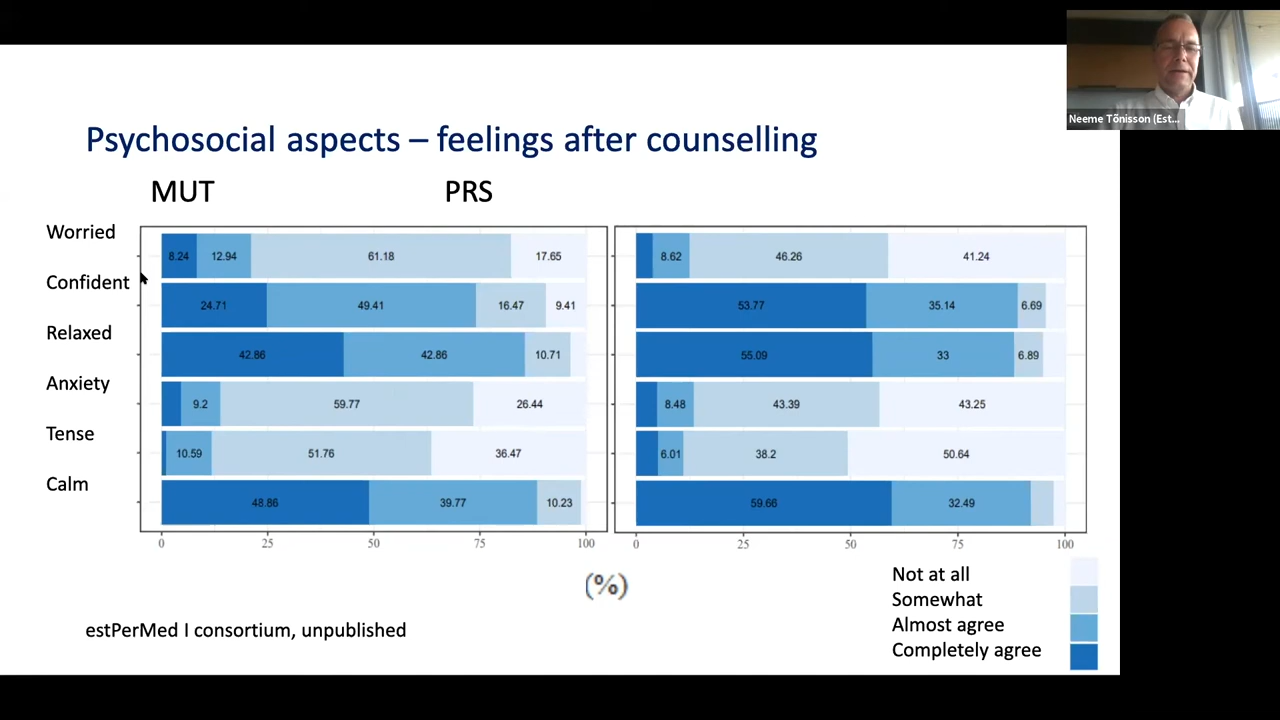 Neeme Tõnisson (Est...
Psychosocial aspects – feelings after counselling
MUT PRS
Worried
8.24 12.94 61.18 17.65 8.62 46.26 41.24
Confident
24.71 49.41 16.47 9.41 53.77 35.14 6.69
Relaxed
42.86 42.86 10.71 55.09 33 6.89
Anxiety
9.2 59.77 26.44 8.48 43.39 43.25
Tense
10.59 51.76 36.47 6.01 38.2 50.64
Calm
48.86 39.77 10.23 59.66 32.49
0 25 50 75 100 0 25 50 75 100
(%)
Not at all
Somewhat
Almost agree
Completely agree
estPerMed I consortium, unpublished